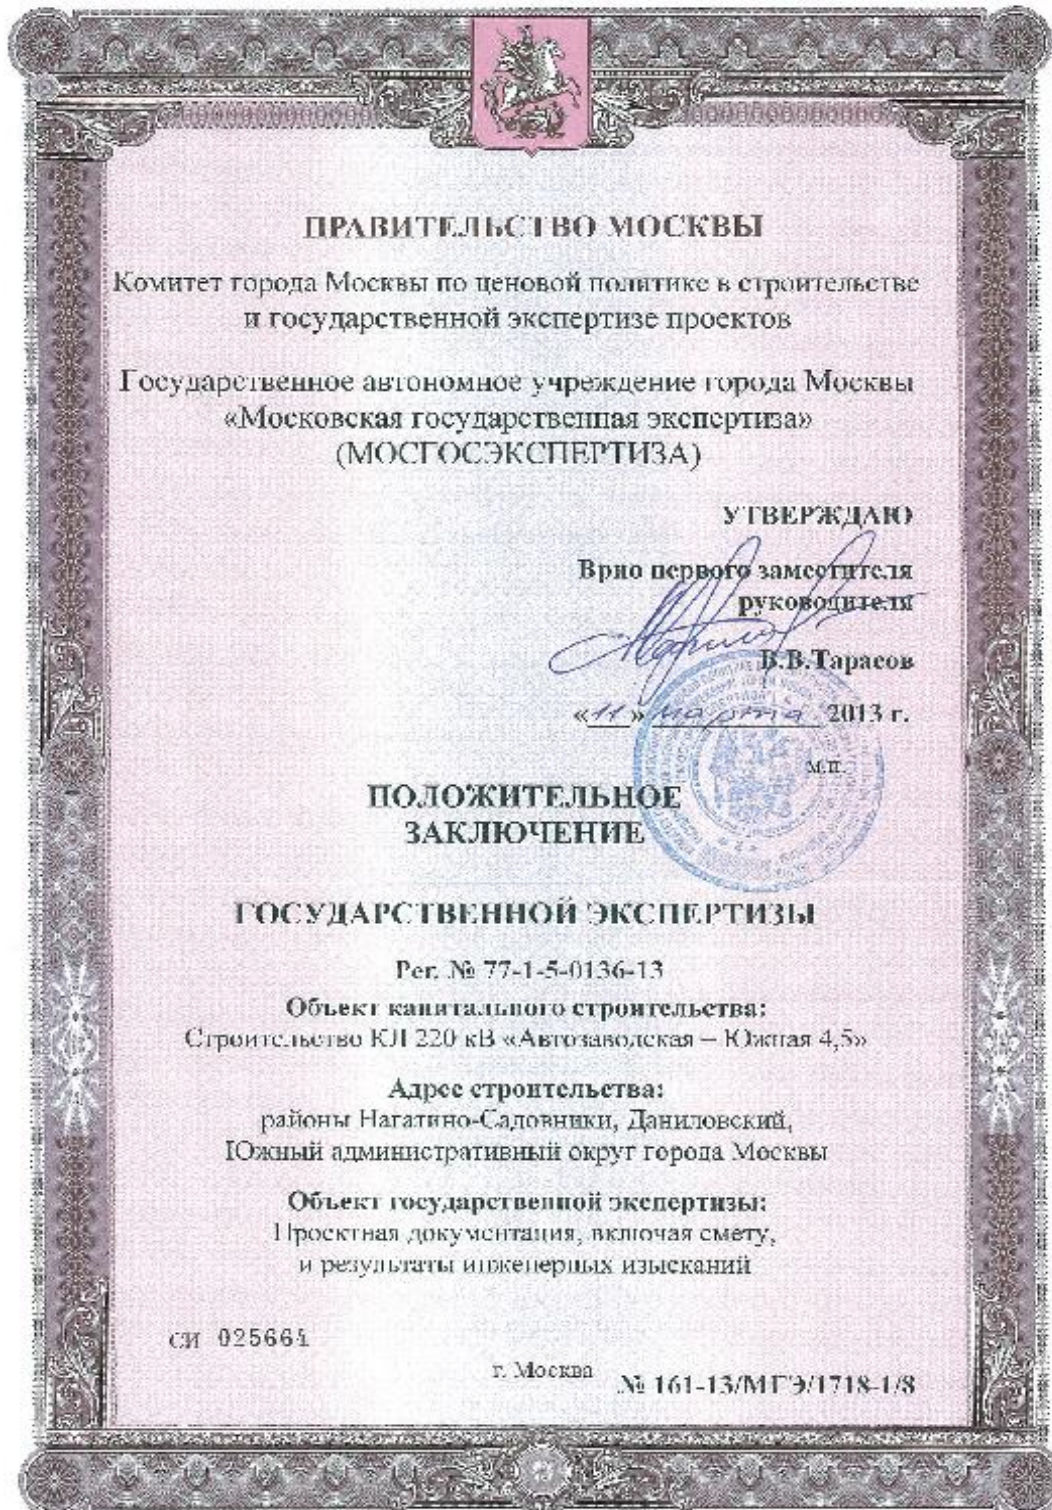 ПРАВИТЕЛЬСТВО МОСКВЫ
Комитет города Москвы по ценовой политике в строительстве
и государственной экспертизе проектов
Государственное автономное учреждение города Москвы
«Московская государственная экспертиза»
(МОСГОСЭКСПЕРТИЗА)
УТВЕРЖДАЮ
Врио первого заместителя
руководителя
В.В.Тарасов
«11» марта 2013 г.
м.п.
ПОЛОЖИТЕЛЬНОЕ
ЗАКЛЮЧЕНИЕ
ГОСУДАРСТВЕННОЙ ЭКСПЕРТИЗЫ
Рег. № 77-1-5-0136-13
Объект капитального строительства:
Строительство КЛ 220 кВ «Автозаводская – Южная 4,5»
Адрес строительства:
районы Нагатино-Садовники, Даниловский,
Южный административный округ города Москвы
Объект государственной экспертизы:
Проектная документация, включая смету,
и результаты инженерных изысканий
СИ 025661
г. Москва
№ 161-13/МГЭ/1718-1/8